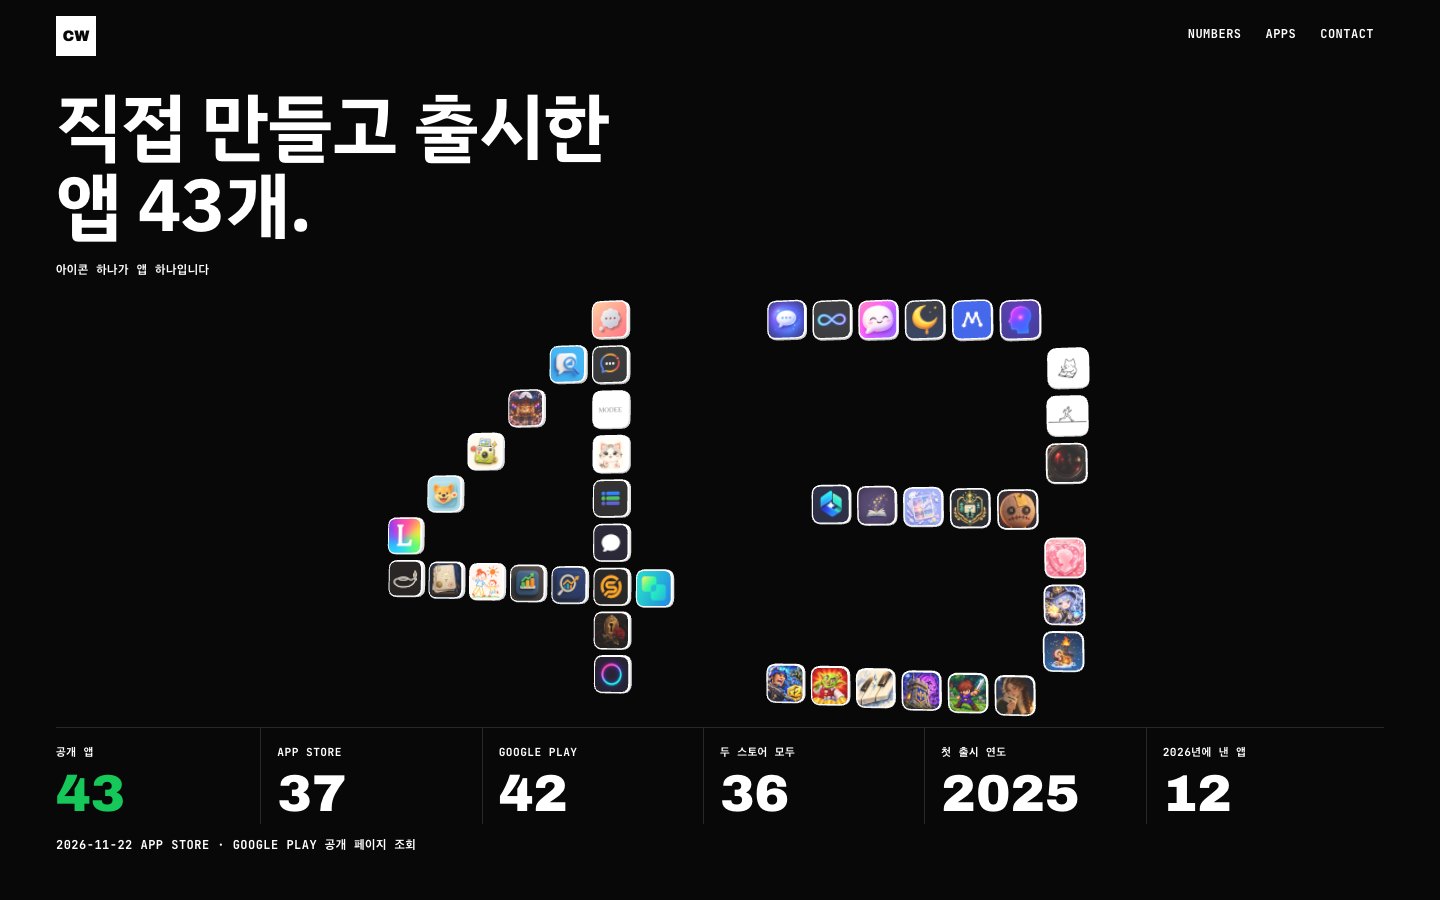 CW
NUMBERS APPS CONTACT
직접 만들고 출시한
앱 43개.
아이콘 하나가 앱 하나입니다
MODEE
L
공개 앱
43
APP STORE
37
GOOGLE PLAY
42
두 스토어 모두
36
첫 출시 연도
2025
2026년에 낸 앱
12
2026-11-22 APP STORE · GOOGLE PLAY 공개 페이지 조회